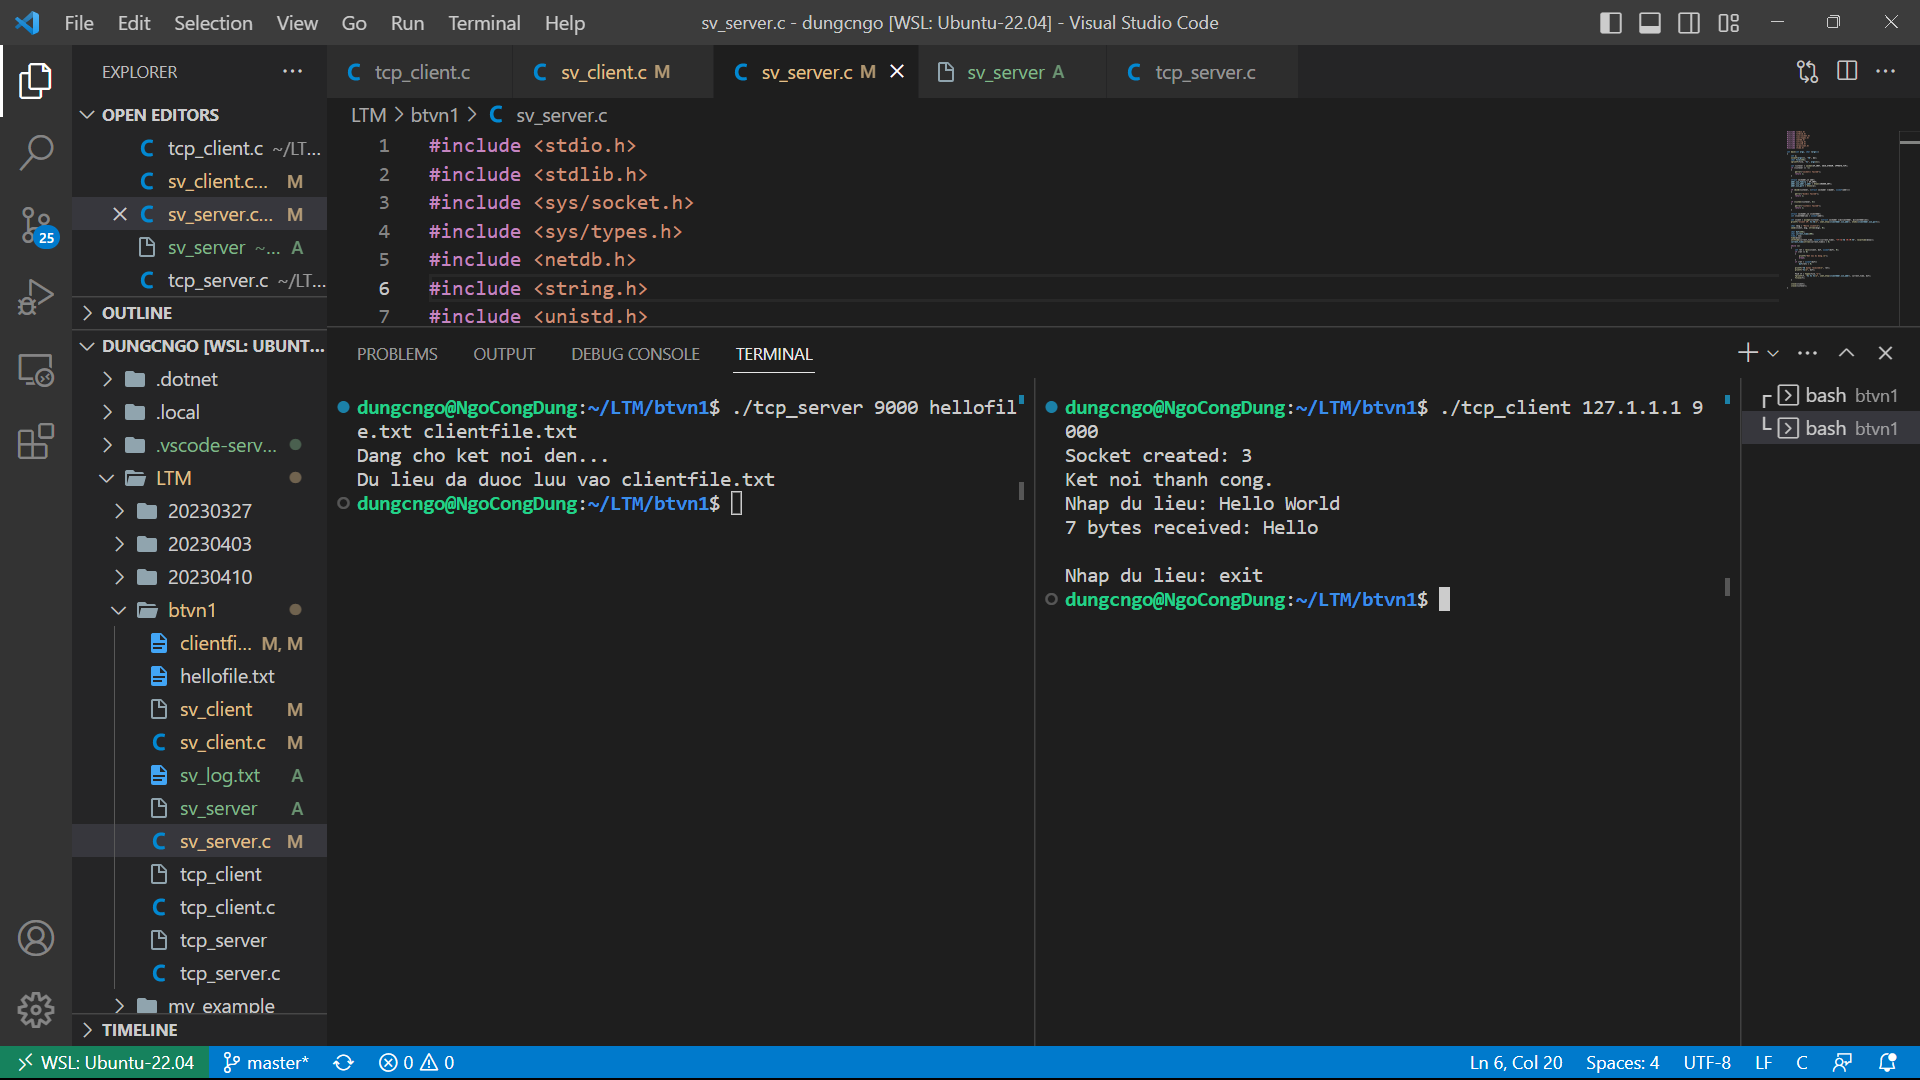 File Edit Selection View Go Run Terminal Help
sv_server.c - dungcngo [WSL: Ubuntu-22.04] - Visual Studio Code
EXPLORER
OPEN EDITORS
tcp_client.c ~/LT...
sv_client.c... M
sv_server.c... M
sv_server ~... A
tcp_server.c ~/LT...
OUTLINE
DUNGCNGO [WSL: UBUNT...
.dotnet
.local
.vscode-serv...
LTM
20230327
20230403
20230410
btvn1
clientfi... M, M
hellofile.txt
sv_client M
sv_client.c M
sv_log.txt A
sv_server A
sv_server.c M
tcp_client
tcp_client.c
tcp_server
tcp_server.c
my_example
TIMELINE
25
tcp_client.c sv_client.c M sv_server.c M sv_server A tcp_server.c
LTM > btvn1 > C sv_server.c
1 #include <stdio.h>
2 #include <stdlib.h>
3 #include <sys/socket.h>
4 #include <sys/types.h>
5 #include <netdb.h>
6 #include <string.h>
7 #include <unistd.h>
PROBLEMS OUTPUT DEBUG CONSOLE TERMINAL
dungcngo@NgoCongDung:~/LTM/btvn1$ ./tcp_server 9000 hellofil
e.txt clientfile.txt
Dang cho ket noi den...
Du lieu da duoc luu vao clientfile.txt
dungcngo@NgoCongDung:~/LTM/btvn1$
dungcngo@NgoCongDung:~/LTM/btvn1$ ./tcp_client 127.1.1.1 9
000
Socket created: 3
Ket noi thanh cong.
Nhap du lieu: Hello World
7 bytes received: Hello
Nhap du lieu: exit
dungcngo@NgoCongDung:~/LTM/btvn1$
bash btvn1
bash btvn1
WSL: Ubuntu-22.04 master* 0 0 Ln 6, Col 20 Spaces: 4 UTF-8 LF C